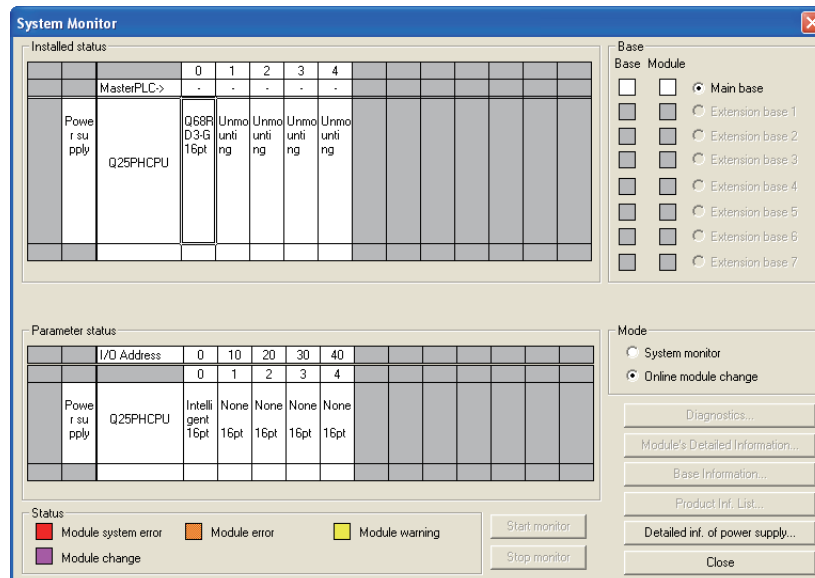 System Monitor
Installed status
0 1 2 3 4
MasterPLC-> - - - - -
Powe
r su
pply
Q25PHCPU
Q68R
D3-G
16pt
Unmo
unti
ng
Unmo
unti
ng
Unmo
unti
ng
Unmo
unti
ng
Base
Base Module
Main base
Extension base 1
Extension base 2
Extension base 3
Extension base 4
Extension base 5
Extension base 6
Extension base 7
Parameter status
I/O Address 0 10 20 30 40
0 1 2 3 4
Powe
r su
pply
Q25PHCPU
Intelli
gent
16pt
None
16pt
None
16pt
None
16pt
None
16pt
Mode
System monitor
Online module change
Diagnostics...
Module's Detailed Information...
Base Information...
Product Inf. List...
Detailed inf. of power supply...
Close
Status
Module system error
Module error
Module warning
Module change
Start monitor
Stop monitor